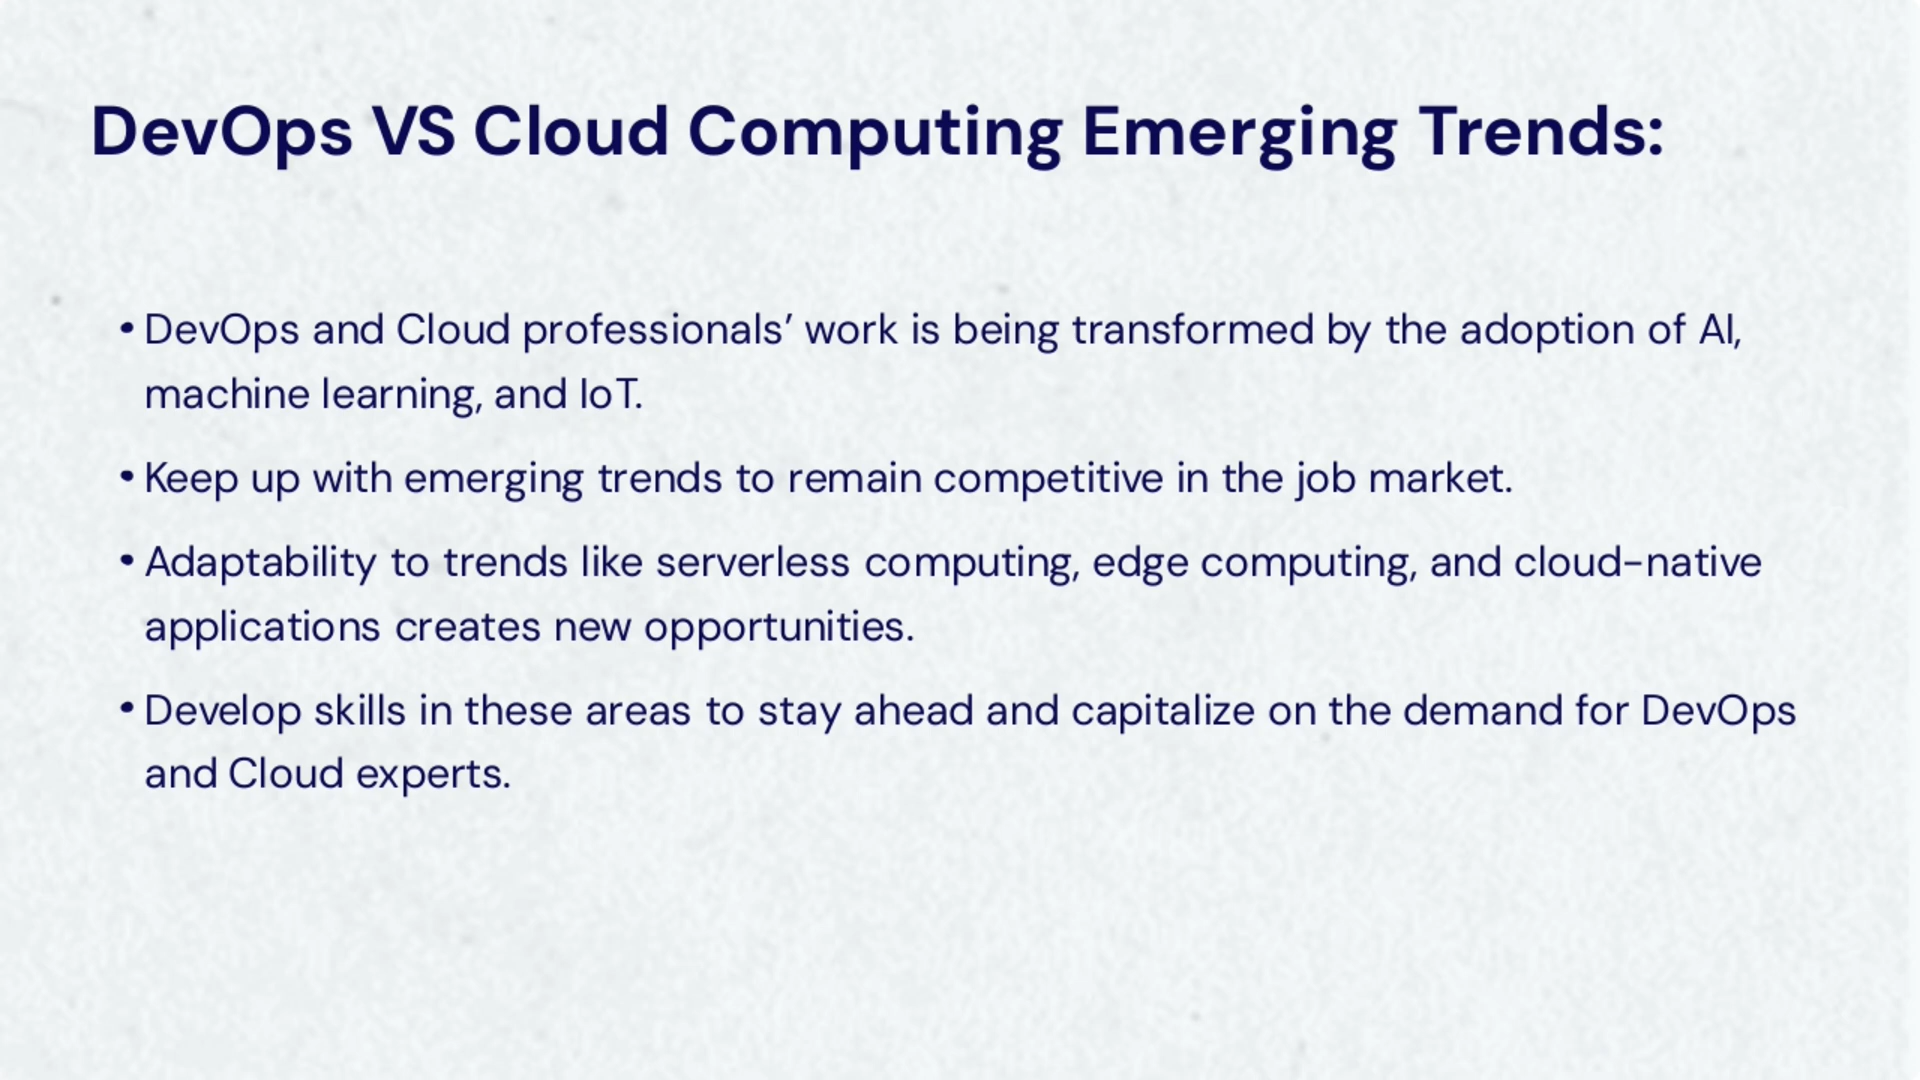 DevOps VS Cloud Computing Emerging Trends:
• DevOps and Cloud professionals’ work is being transformed by the adoption of AI,
machine learning, and IoT.
• Keep up with emerging trends to remain competitive in the job market.
• Adaptability to trends like serverless computing, edge computing, and cloud-native
applications creates new opportunities.
• Develop skills in these areas to stay ahead and capitalize on the demand for DevOps
and Cloud experts.